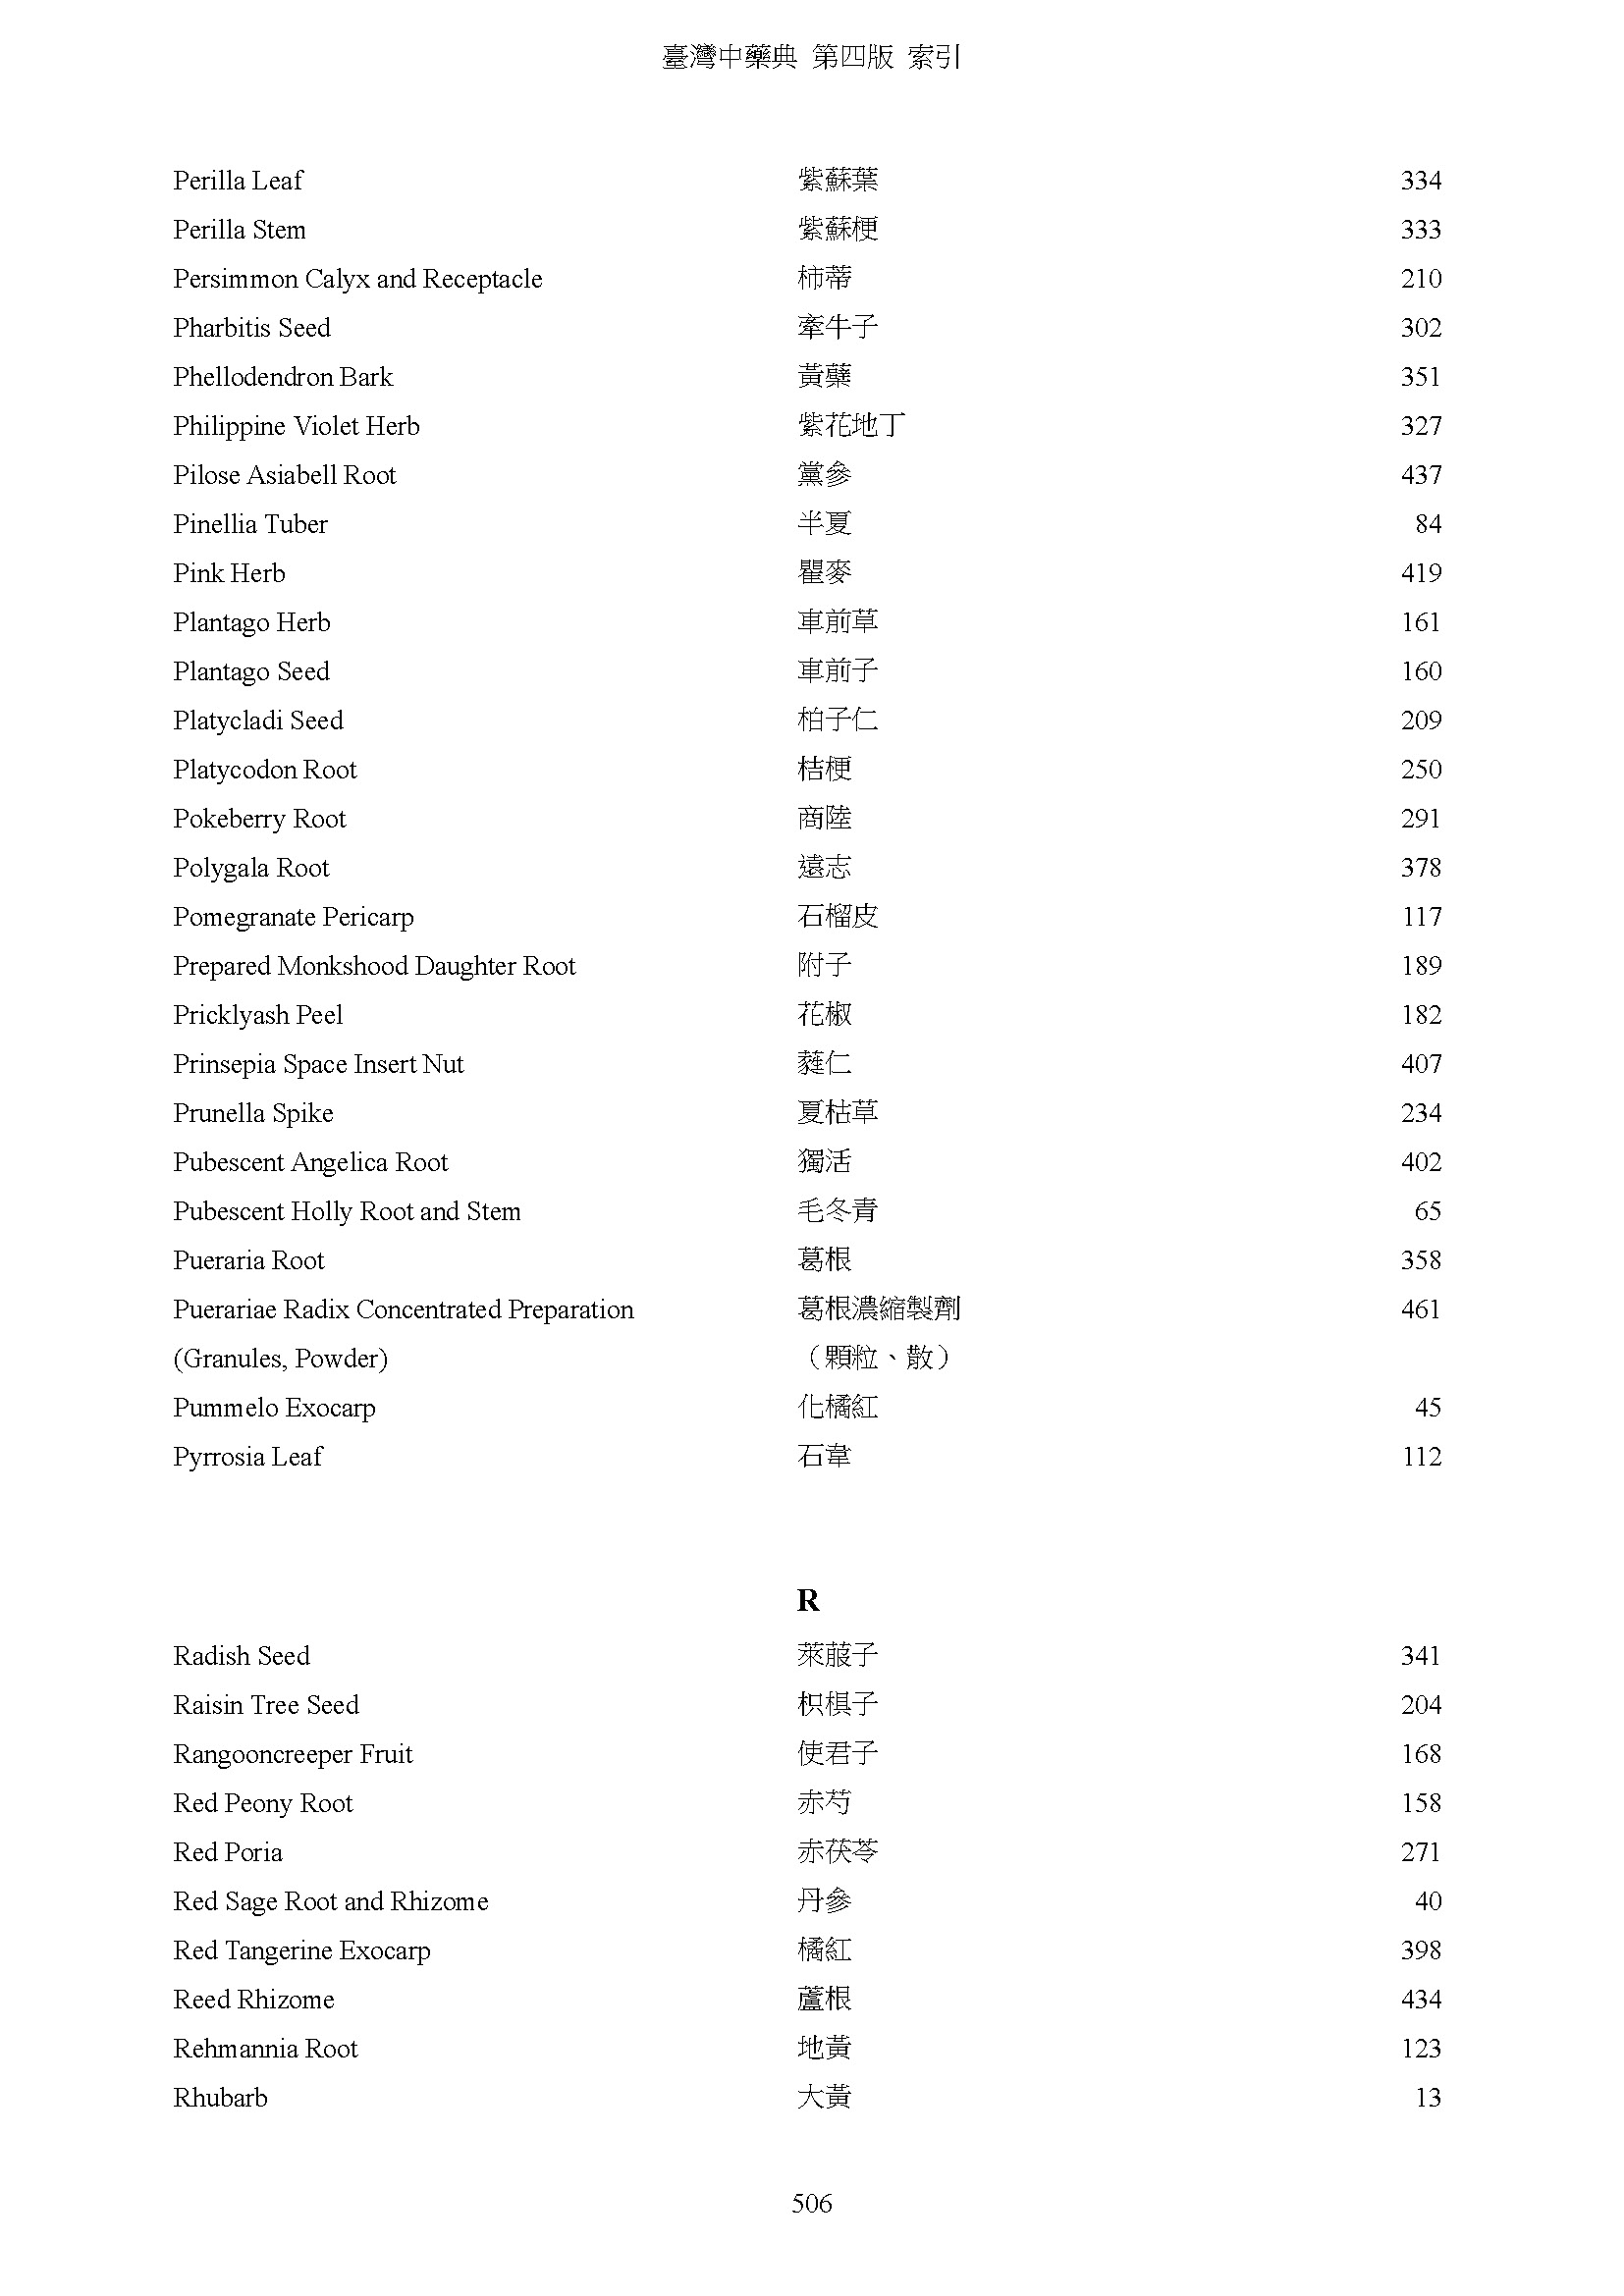 臺灣中藥典 第四版 索引
Perilla Leaf 紫蘇葉 334
Perilla Stem 紫蘇梗 333
Persimmon Calyx and Receptacle 柿蒂 210
Pharbitis Seed 牽牛子 302
Phellodendron Bark 黃蘗 351
Philippine Violet Herb 紫花地丁 327
Pilose Asiabell Root 黨參 437
Pinellia Tuber 半夏 84
Pink Herb 瞿麥 419
Plantago Herb 車前草 161
Plantago Seed 車前子 160
Platycladi Seed 柏子仁 209
Platycodon Root 桔梗 250
Pokeberry Root 商陸 291
Polygala Root 遠志 378
Pomegranate Pericarp 石榴皮 117
Prepared Monkshood Daughter Root 附子 189
Pricklyash Peel 花椒 182
Prinsepia Space Insert Nut 蕤仁 407
Prunella Spike 夏枯草 234
Pubescent Angelica Root 獨活 402
Pubescent Holly Root and Stem 毛冬青 65
Pueraria Root 葛根 358
Puerariae Radix Concentrated Preparation 葛根濃縮製劑 461
(Granules, Powder) （顆粒、散）
Pummelo Exocarp 化橘紅 45
Pyrrosia Leaf 石韋 112
R
Radish Seed 萊菔子 341
Raisin Tree Seed 枳椇子 204
Rangooncreeper Fruit 使君子 168
Red Peony Root 赤芍 158
Red Poria 赤茯苓 271
Red Sage Root and Rhizome 丹參 40
Red Tangerine Exocarp 橘紅 398
Reed Rhizome 蘆根 434
Rehmannia Root 地黃 123
Rhubarb 大黃 13
506